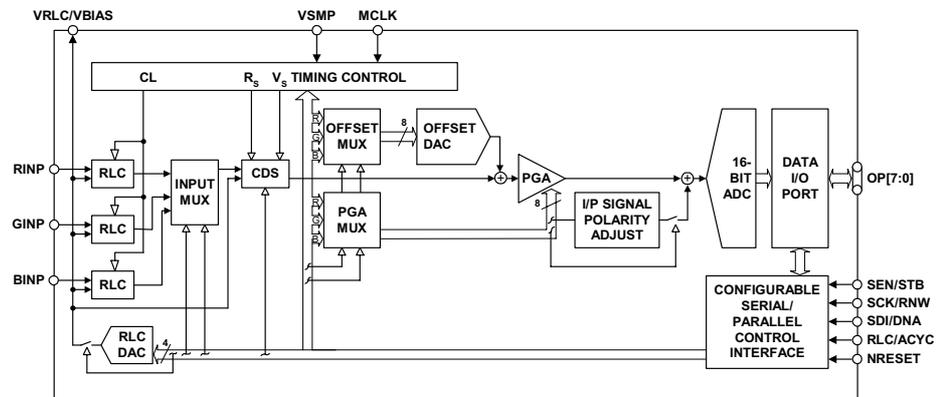 VRLC/VBIAS
VSMP
MCLK
CL
RS
VS TIMING CONTROL
R
G
B
OFFSET
MUX
8
OFFSET
DAC
RINP
RLC
INPUT
MUX
CDS
PGA
8
16-
BIT
ADC
DATA
I/O
PORT
OP[7:0]
GINP
RLC
R
G
B
PGA
MUX
I/P SIGNAL
POLARITY
ADJUST
BINP
RLC
CONFIGURABLE
SERIAL/
PARALLEL
CONTROL
INTERFACE
SEN/STB
SCK/RNW
SDI/DNA
RLC/ACYC
NRESET
RLC
DAC
4